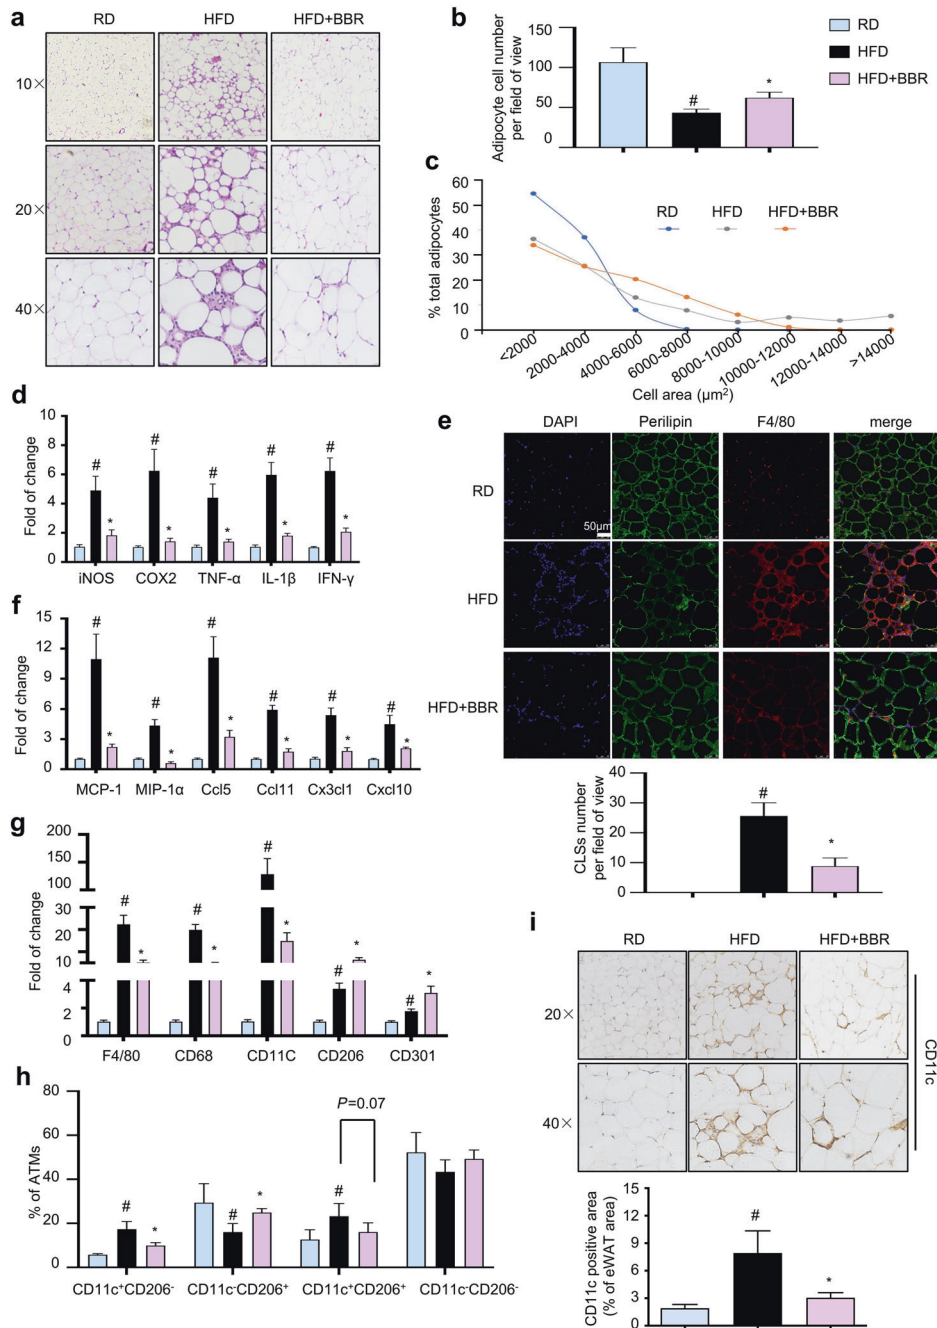 a
RD
HFD
HFD+BBR
10×
20×
40×
b
Adipocyte cell number
per field of view
150
100
50
0
#
*
RD
HFD
HFD+BBR
c
% total adipocytes
60
50
40
30
20
10
0
RD
HFD
HFD+BBR
<2000
2000-4000
4000-6000
6000-8000
8000-10000
10000-12000
12000-14000
>14000
Cell area (µm²)
d
Fold of change
10
8
6
4
2
0
# * # * # * # * # *
iNOS COX2 TNF-α IL-1β IFN-γ
e
DAPI Perilipin F4/80 merge
RD
50µm
HFD
HFD+BBR
CLSs number
per field of view
40
30
20
10
0
#
*
f
Fold of change
15
12
9
6
3
0
# * # * # * # * # * # *
MCP-1 MIP-1α Ccl5 Ccl11 Cx3cl1 Cxcl10
g
Fold of change
200
150
100
50
30
20
10
4
2
0
# * # * # * # * # *
F4/80 CD68 CD11C CD206 CD301
h
% of ATMs
80
60
40
20
0
# * # * #
P=0.07
CD11c⁺CD206⁻ CD11c⁻CD206⁺ CD11c⁺CD206⁺ CD11c⁻CD206⁻
i
RD HFD HFD+BBR
20×
40×
CD11c
CD11c positive area
(% of eWAT area)
15
12
9
6
3
0
#
*